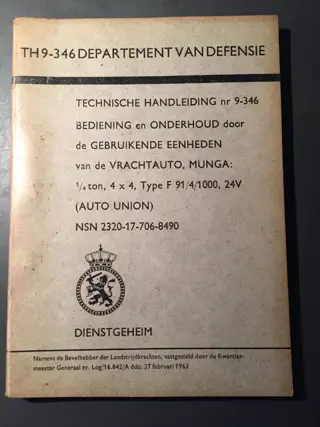 TH 9-346 DEPARTEMENT VAN DEFENSIE
TECHNISCHE HANDLEIDING nr 9-346
BEDIENING en ONDERHOUD door
de GEBRUIKENDE EENHEDEN
van de VRACHTAUTO, MUNGA:
¼ ton, 4 x 4, Type F 91/4/1000, 24V
(AUTO UNION)
NSN 2320-17-706-8490
DIENSTGEHEIM
Namens de Bevelhebber der Landstrijdkrachten, vastgesteld door de Kwartier-
meester Generaal nr. Log/16.842/A ddo. 27 februari 1963